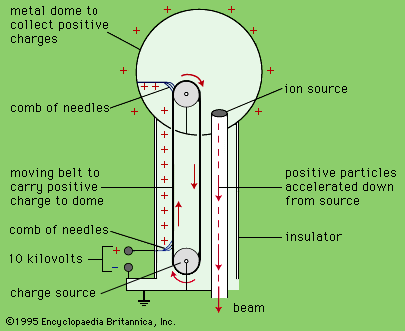 metal dome to
collect positive
charges
comb of needles
ion source
moving belt to
carry positive
charge to dome
positive particles
accelerated down
from source
comb of needles
insulator
10 kilovolts
charge source
beam
©1995 Encyclopaedia Britannica, Inc.